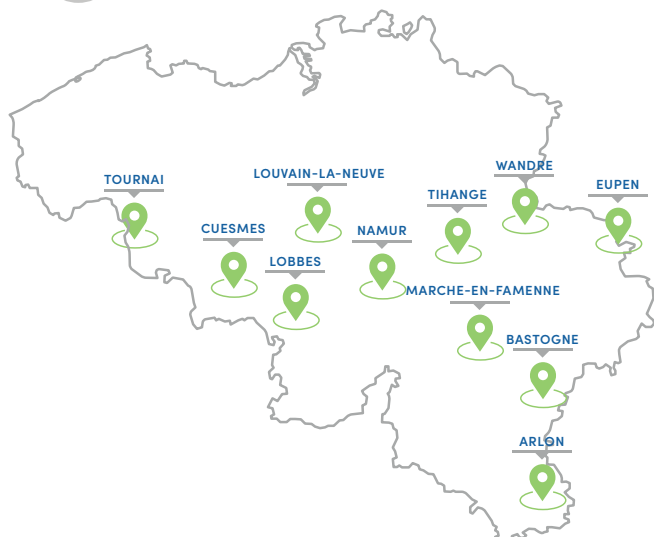 WANDRE
LOUVAIN-LA-NEUVE
TOURNAI
EUPEN
TIHANGE
CUESMES
NAMUR
LOBBES
MARCHE-EN-FAMENNE
BASTOGNE
ARLON